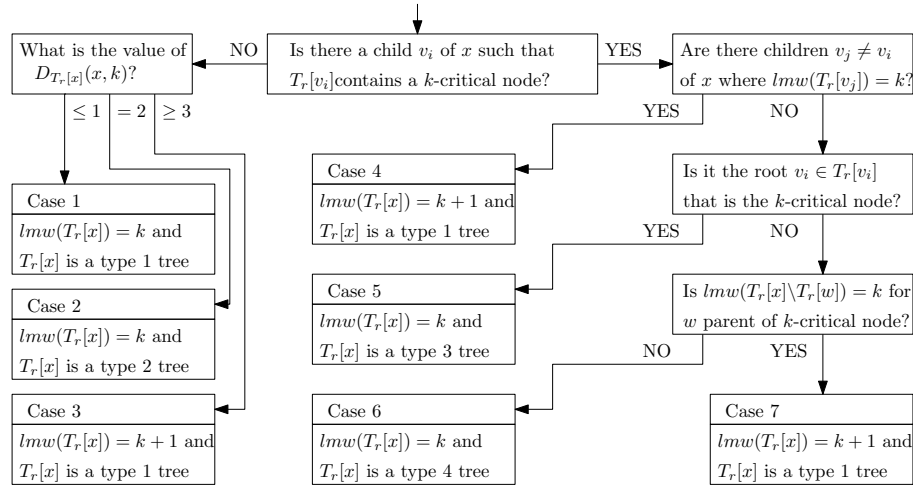 What is the value of
D_{T_r[x]}(x, k)?
NO
Is there a child v_i of x such that
T_r[v_i]contains a k-critical node?
YES
Are there children v_j ≠ v_i
of x where lmw(T_r[v_j]) = k?
≤ 1
= 2
≥ 3
YES
NO
Case 1
lmw(T_r[x]) = k and
T_r[x] is a type 1 tree
Case 4
lmw(T_r[x]) = k + 1 and
T_r[x] is a type 1 tree
Is it the root v_i ∈ T_r[v_i]
that is the k-critical node?
YES
NO
Case 2
lmw(T_r[x]) = k and
T_r[x] is a type 2 tree
Case 5
lmw(T_r[x]) = k and
T_r[x] is a type 3 tree
Is lmw(T_r[x]\T_r[w]) = k for
w parent of k-critical node?
NO
YES
Case 3
lmw(T_r[x]) = k + 1 and
T_r[x] is a type 1 tree
Case 6
lmw(T_r[x]) = k and
T_r[x] is a type 4 tree
Case 7
lmw(T_r[x]) = k + 1 and
T_r[x] is a type 1 tree